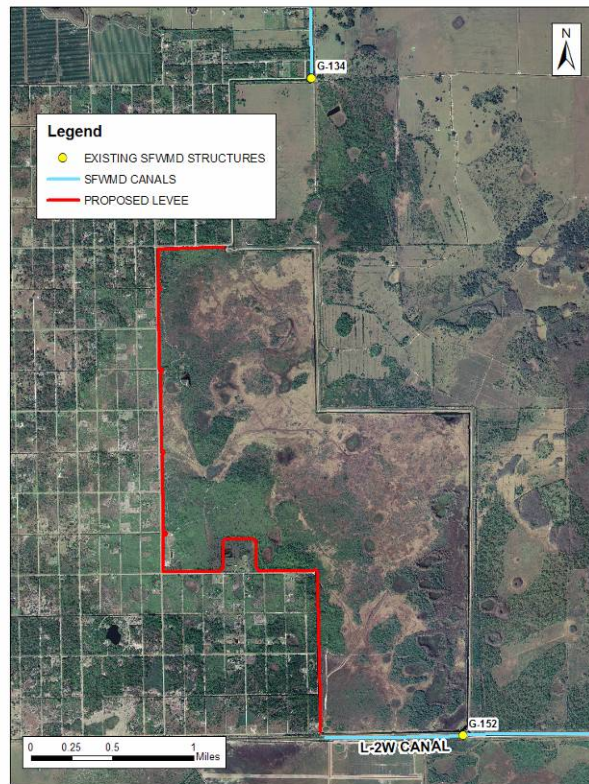 G-134
N
Legend
EXISTING SFWMD STRUCTURES
SFWMD CANALS
PROPOSED LEVEE
G-152
L-2W CANAL
0 0.25 0.5 1
Miles